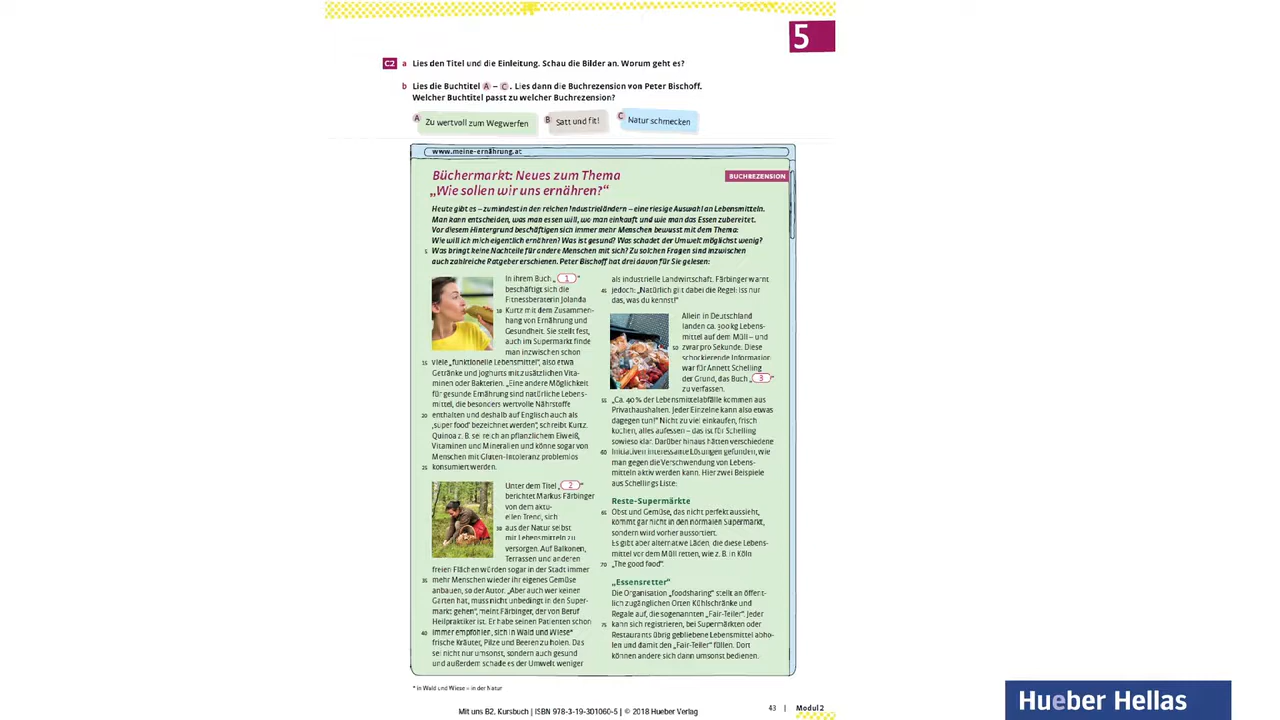 5
C2 a Lies den Titel und die Einleitung. Schau die Bilder an. Worum geht es?
b Lies die Buchtitel A – C. Lies dann die Buchrezension von Peter Bischoff.
Welcher Buchtitel passt zu welcher Buchrezension?
A Zu wertvoll zum Wegwerfen
B Satt und fit!
C Natur schmecken
www.meine-ernährung.at
Büchermarkt: Neues zum Thema
„Wie sollen wir uns ernähren?“
BUCHREZENSION
Heute gibt es – zumindest in den reichen Industrieländern – eine riesige Auswahl an Lebensmitteln.
Man kann entscheiden, was man essen will, wo man einkauft und wie man das Essen zubereitet.
Vor diesem Hintergrund beschäftigen sich immer mehr Menschen bewusst mit dem Thema:
Wie will ich mich eigentlich ernähren? Was ist gesund? Was schadet der Umwelt möglichst wenig?
5 Was bringt keine Nachteile für andere Menschen mit sich? Zu solchen Fragen sind inzwischen
auch zahlreiche Ratgeber erschienen. Peter Bischoff hat drei davon für Sie gelesen:
In ihrem Buch „ 1 “
beschäftigt sich die
Fitnessberaterin Jolanda
10 Kurtz mit dem Zusammen-
hang von Ernährung und
Gesundheit. Sie stellt fest,
auch im Supermarkt finde
man inzwischen schon
15 viele „funktionelle Lebensmittel“, also etwa
Getränke und Joghurts mit zusätzlichen Vita-
minen oder Bakterien. „Eine andere Möglichkeit
für gesunde Ernährung sind natürliche Lebens-
mittel, die besonders wertvolle Nährstoffe
20 enthalten und deshalb auf Englisch auch als
‚super food‘ bezeichnet werden“, schreibt Kurtz.
Quinoa z. B. sei reich an pflanzlichem Eiweiß,
Vitaminen und Mineralien und könne sogar von
Menschen mit Gluten-Intoleranz problemlos
25 konsumiert werden.
Unter dem Titel „ 2 “
berichtet Markus Färbinger
von dem aktu-
ellen Trend, sich
30 aus der Natur selbst
mit Lebensmitteln zu
versorgen. Auf Balkonen,
Terrassen und anderen
freien Flächen würden sogar in der Stadt immer
35 mehr Menschen wieder ihr eigenes Gemüse
anbauen, so der Autor. „Aber auch wer keinen
Garten hat, muss nicht unbedingt in den Super-
markt gehen“, meint Färbinger, der von Beruf
Heilpraktiker ist. Er habe seinen Patienten schon
40 immer empfohlen, sich in Wald und Wiese*
frische Kräuter, Pilze und Beeren zu holen. Das
sei nicht nur umsonst, sondern auch gesund
und außerdem schade es der Umwelt weniger
als industrielle Landwirtschaft. Färbinger warnt
45 jedoch: „Natürlich gilt dabei die Regel: Iss nur
das, was du kennst!“
Allein in Deutschland
landen ca. 300 kg Lebens-
mittel auf dem Müll – und
50 zwar pro Sekunde. Diese
schockierende Information
war für Annett Schelling
der Grund, das Buch „ 3 “
zu verfassen.
55 „Ca. 40 % der Lebensmittelabfälle kommen aus
Privathaushalten. Jeder Einzelne kann also etwas
dagegen tun!“ Nicht zu viel einkaufen, frisch
kochen, alles aufessen – das ist für Schelling
sowieso klar. Darüber hinaus hätten verschiedene
60 Initiativen interessante Lösungen gefunden, wie
man gegen die Verschwendung von Lebens-
mitteln aktiv werden kann. Hier zwei Beispiele
aus Schellings Liste:
Reste-Supermärkte
65 Obst und Gemüse, das nicht perfekt aussieht,
kommt gar nicht in den normalen Supermarkt,
sondern wird vorher aussortiert.
Es gibt aber alternative Läden, die diese Lebens-
mittel vor dem Müll retten, wie z. B. in Köln
70 „The good food“.
„Essensretter“
Die Organisation „foodsharing“ stellt an öffent-
lich zugänglichen Orten Kühlschränke und
Regale auf, die sogenannten „Fair-Teiler“. Jeder
75 kann sich registrieren, bei Supermärkten oder
Restaurants übrig gebliebene Lebensmittel abho-
len und damit den „Fair-Teiler“ füllen. Dort
können andere sich dann umsonst bedienen.
* in Wald und Wiese = in der Natur
Mit uns B2, Kursbuch | ISBN 978-3-19-301060-5 | © 2018 Hueber Verlag
43 | Modul 2
Hueber Hellas